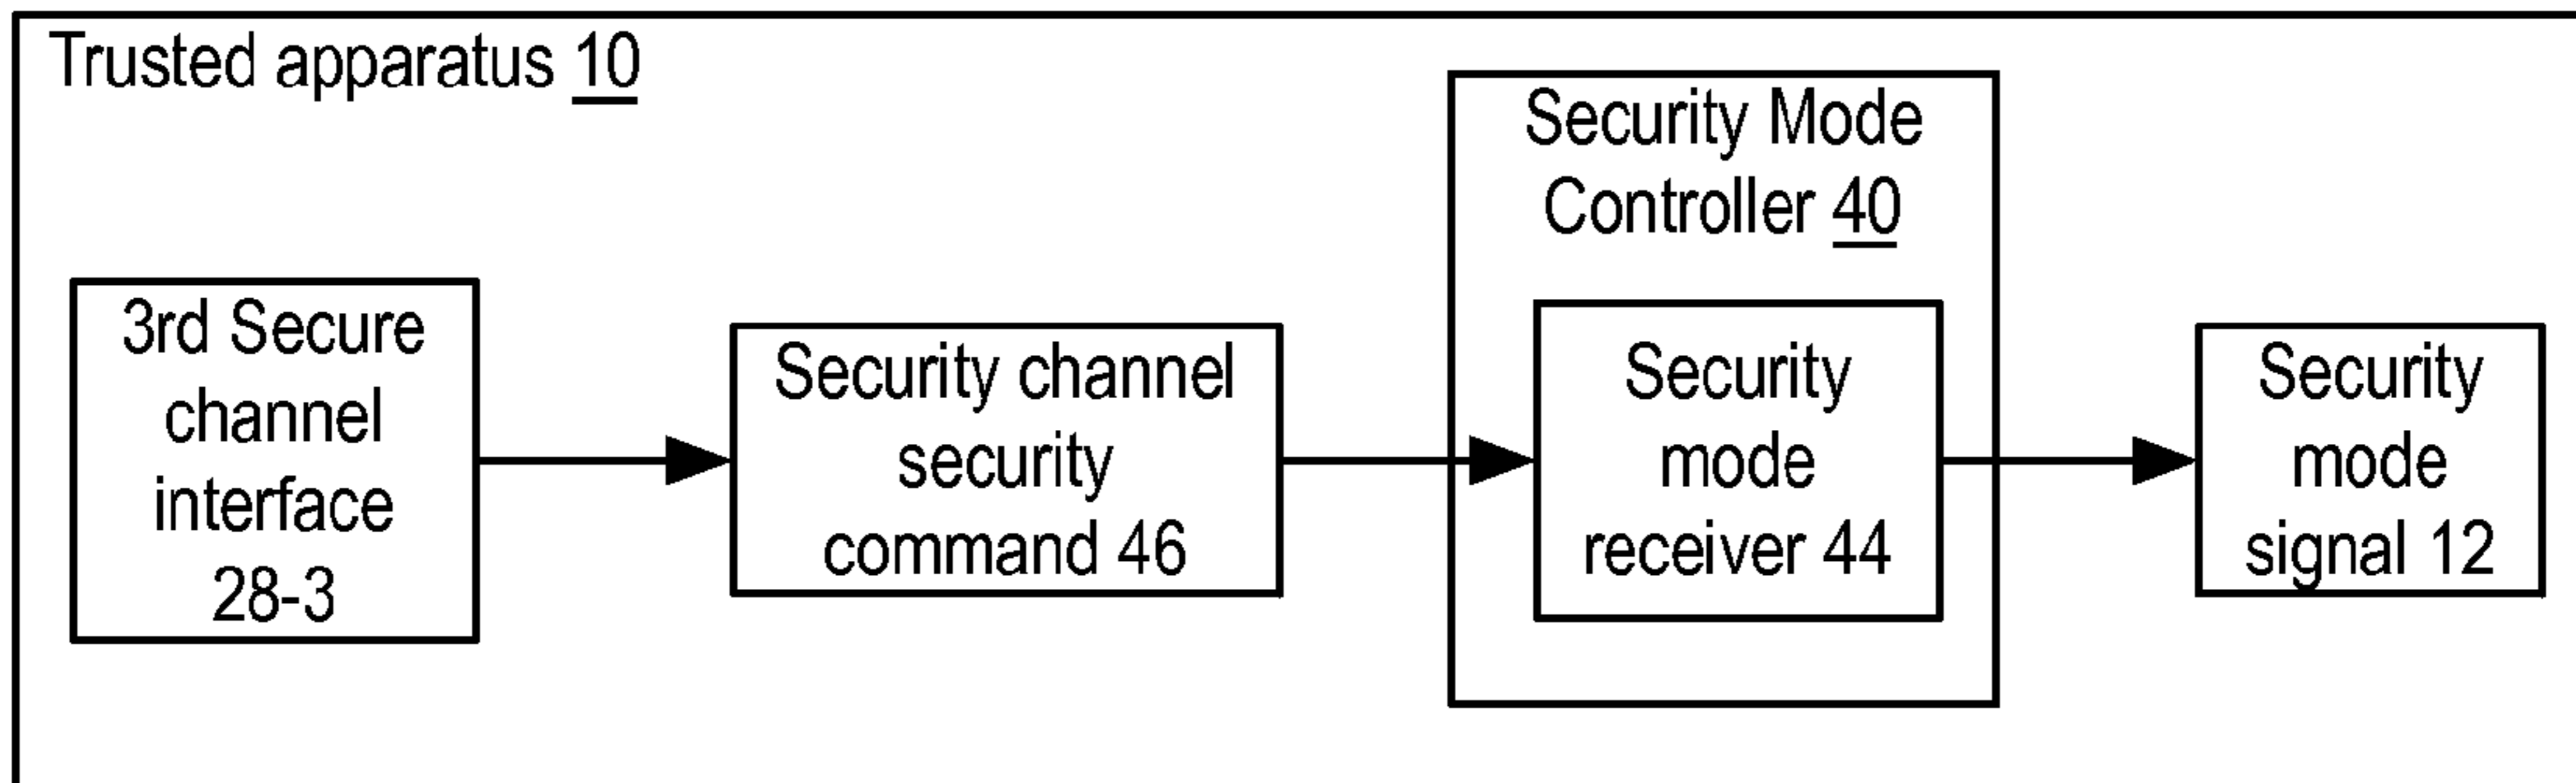 Trusted apparatus 10
3rd Secure
channel
interface
28-3
Security channel
security
command 46
Security Mode
Controller 40
Security
mode
receiver 44
Security
mode
signal 12